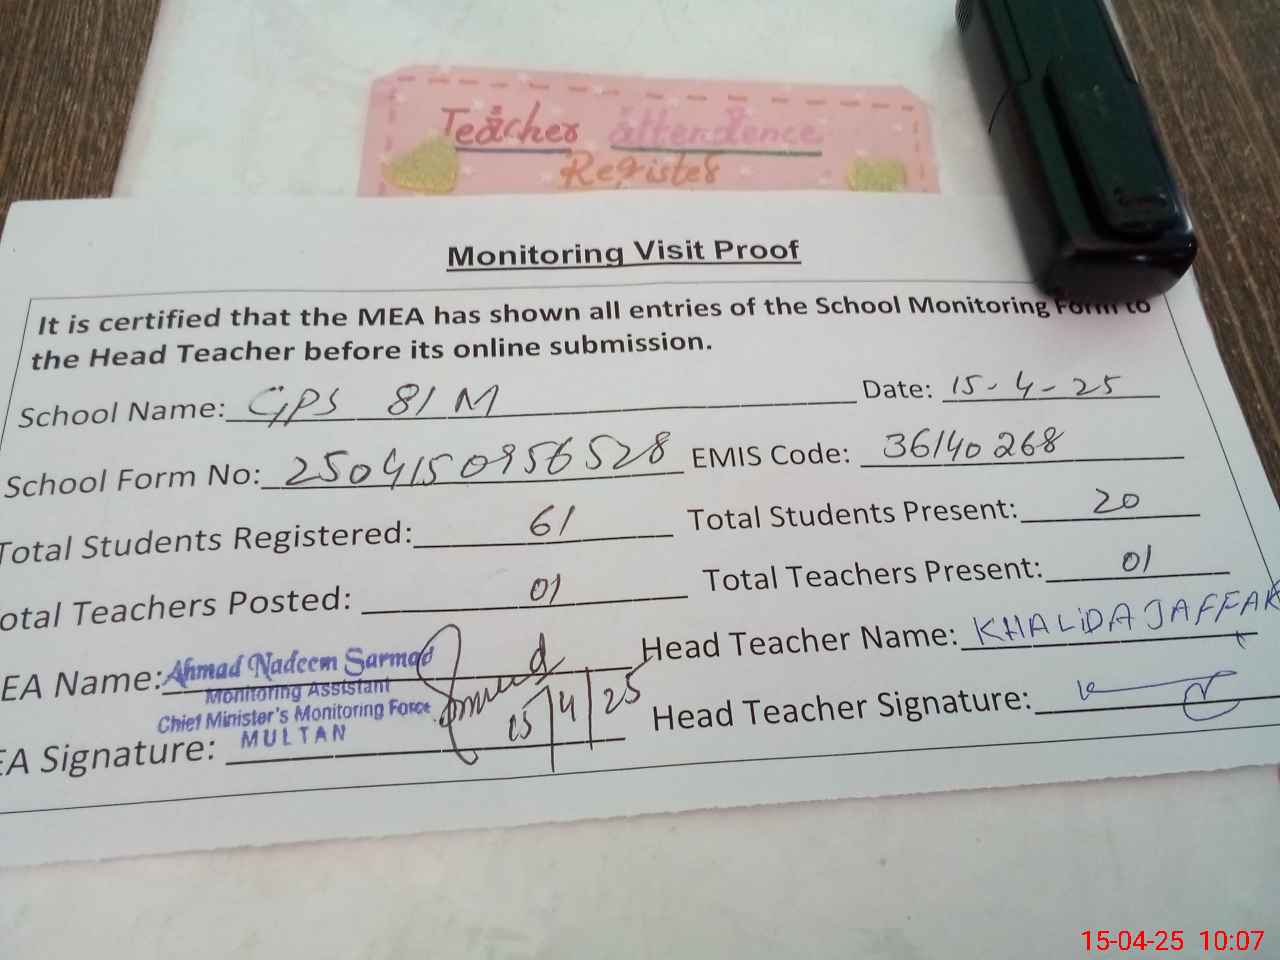 Teacher attendence
Register
Monitoring Visit Proof
It is certified that the MEA has shown all entries of the School Monitoring Form to
the Head Teacher before its online submission.
School Name: GPS 81 M Date: 15-4-25
School Form No: 2504150956528 EMIS Code: 36140268
Total Students Registered: 61 Total Students Present: 20
otal Teachers Posted: 01 Total Teachers Present: 01
EA Name: Ahmad Nadeem Sarmad Head Teacher Name: KHALIDA JAFFAR
Monitoring Assistant
Chief Minister's Monitoring Force
MULTAN
EA Signature: 15/4/25 Head Teacher Signature:
15-04-25 10:07